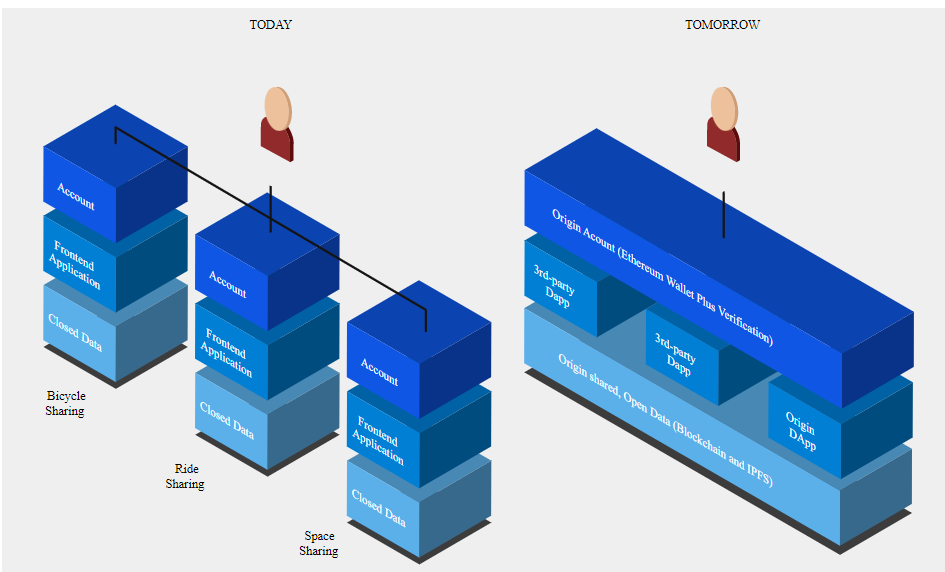 TODAY
TOMORROW
Account
Frontend
Application
Closed Data
Bicycle
Sharing
Account
Frontend
Application
Closed Data
Ride
Sharing
Account
Frontend
Application
Closed Data
Space
Sharing
Origin Acount (Ethereum Wallet Plus Verification)
3rd-party
Dapp
3rd-party
Dapp
Origin
DApp
Origin shared, Open Data (Blockchain and IPFS)